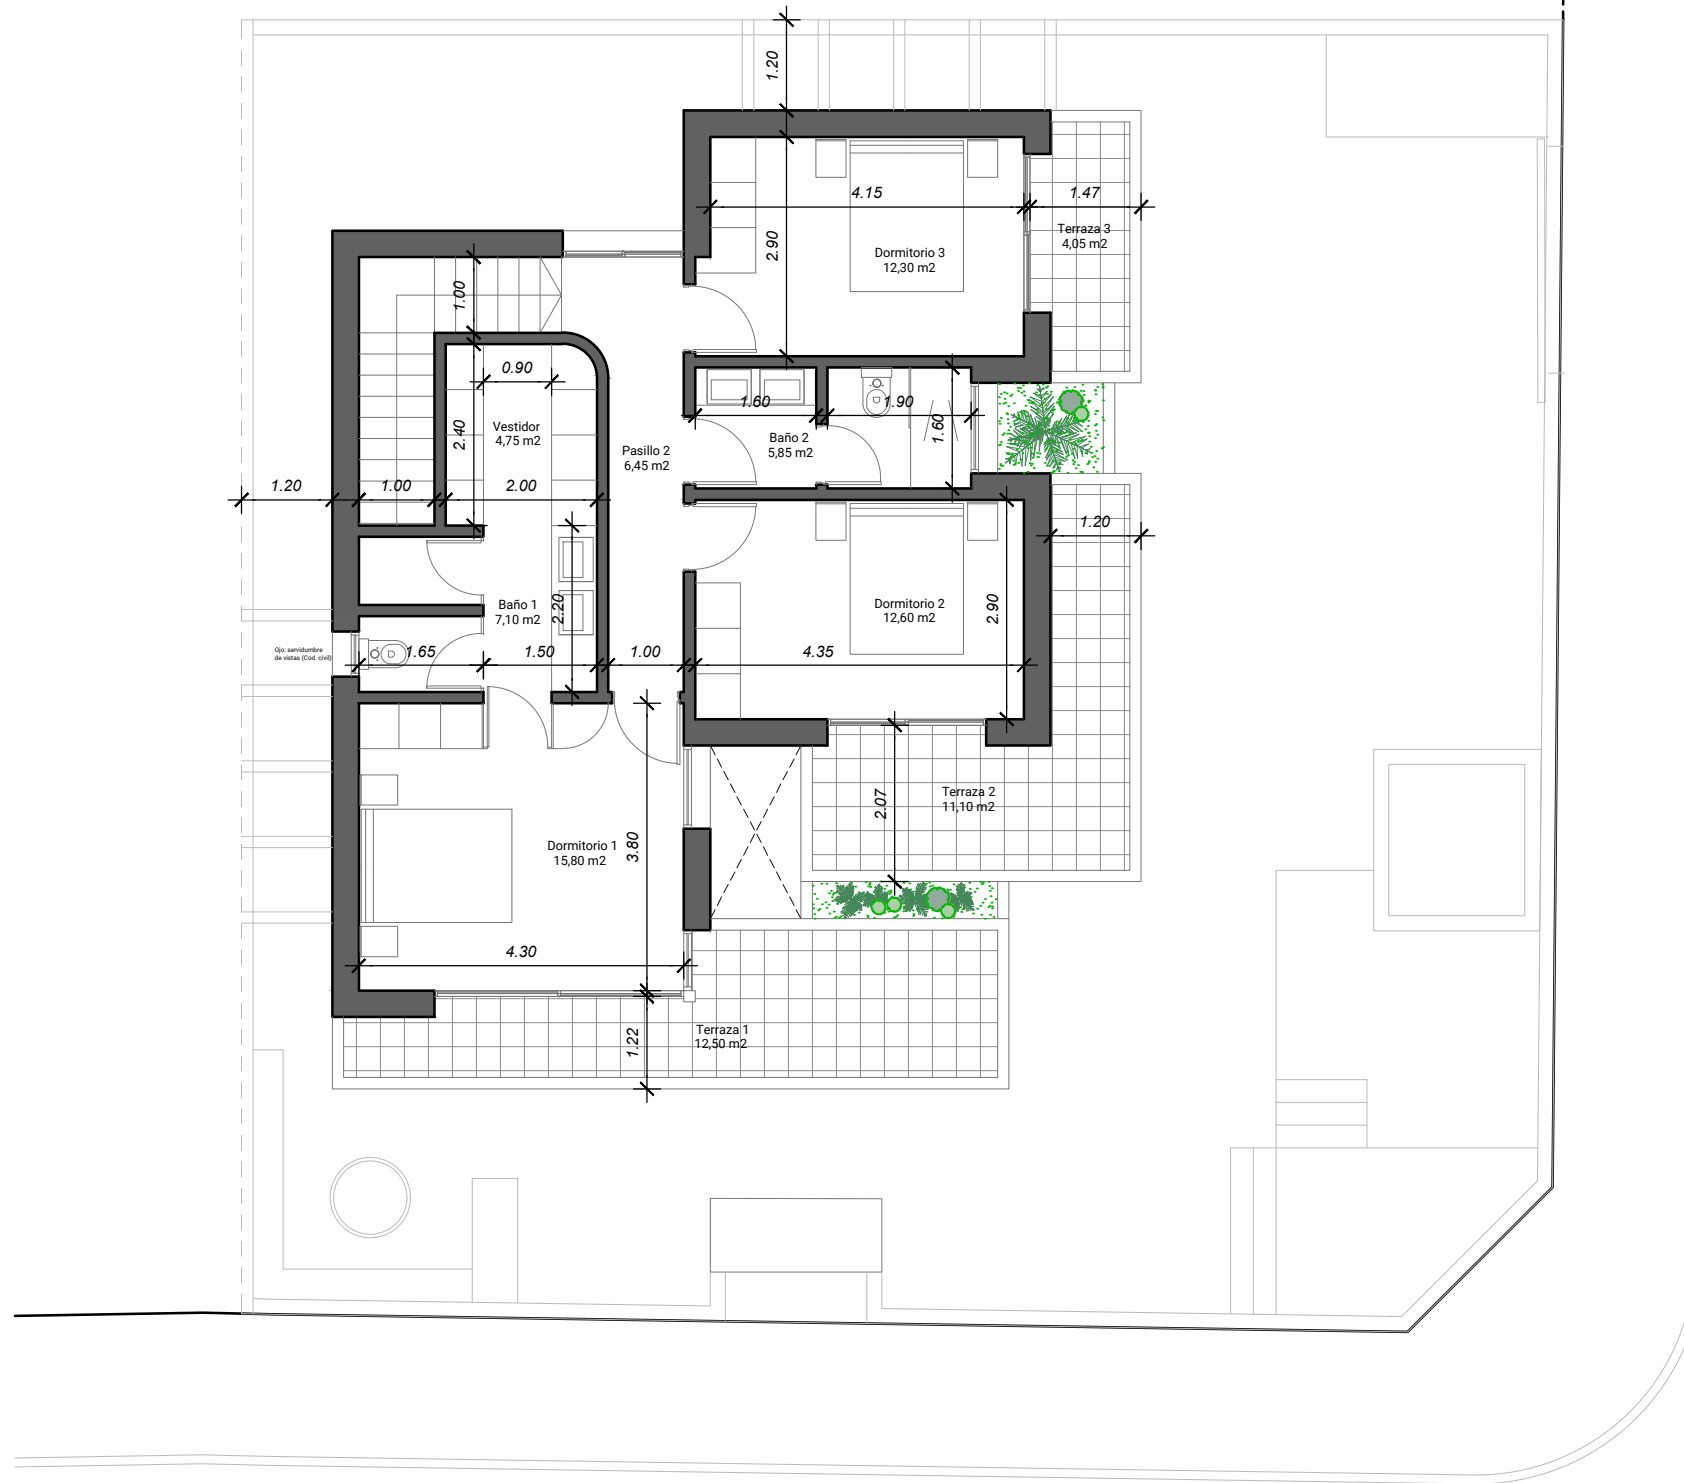 1.20
4.15
1.47
Terraza 3
4,05 m2
2.90
Dormitorio 3
12,30 m2
1.00
0.90
1.60
1.90
1.60
Vestidor
4,75 m2
2.40
Baño 2
5,85 m2
Pasillo 2
6,45 m2
1.20
1.00
2.00
1.20
Baño 1
7,10 m2
2.20
Dormitorio 2
12,60 m2
2.90
Ojo: servidumbre
de vistas (Cod. civil)
1.65
1.50
1.00
4.35
Terraza 2
11,10 m2
2.07
Dormitorio 1
15,80 m2
3.80
4.30
Terraza 1
12,50 m2
1.22